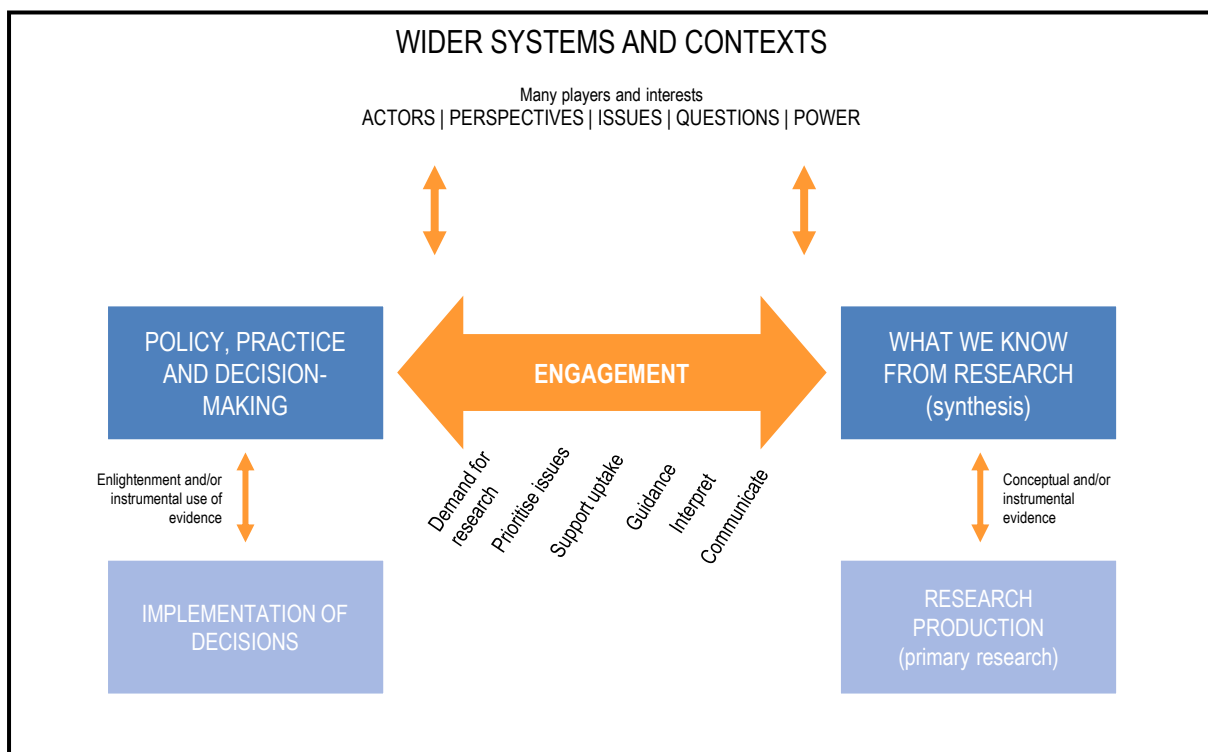 WIDER SYSTEMS AND CONTEXTS
Many players and interests
ACTORS | PERSPECTIVES | ISSUES | QUESTIONS | POWER
POLICY, PRACTICE
AND DECISION-
MAKING
ENGAGEMENT
WHAT WE KNOW
FROM RESEARCH
(synthesis)
Enlightenment and/or
instrumental use of
evidence
Demand for
research
Prioritise issues
Support uptake
Guidance
Interpret
Communicate
Conceptual and/or
instrumental
evidence
IMPLEMENTATION OF
DECISIONS
RESEARCH
PRODUCTION
(primary research)